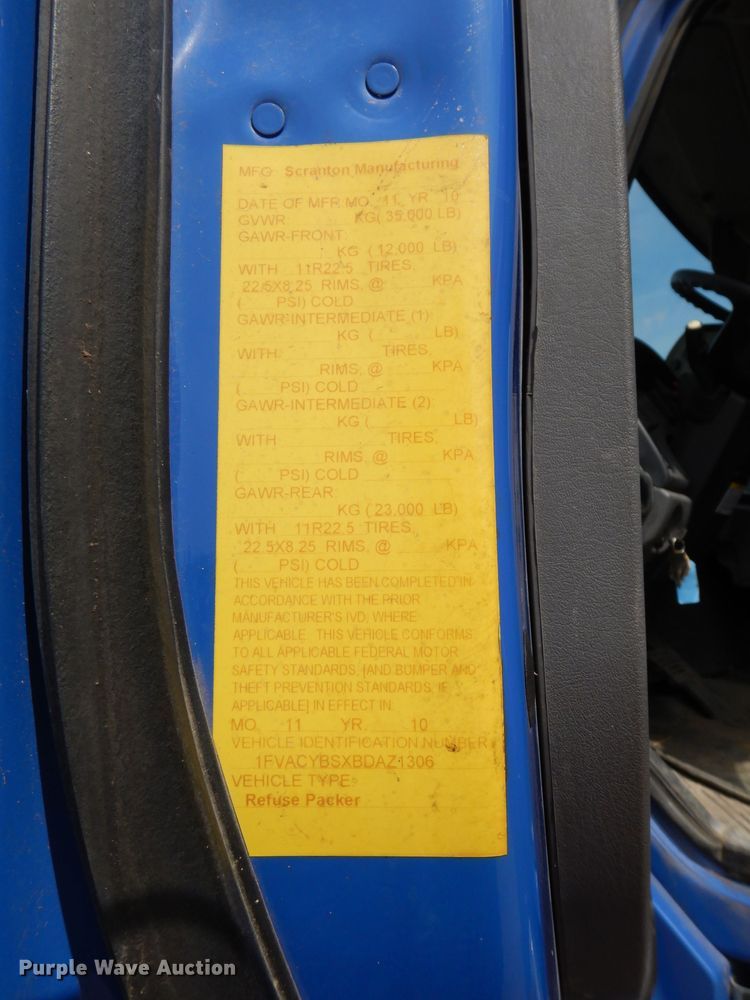 MFG: Scranton Manufacturing
DATE OF MFR MO. 11 YR. 10
GVWR: KG( 35,000 LB)
GAWR-FRONT:
KG ( 12,000 LB)
WITH 11R22.5 TIRES,
22.5X8.25 RIMS, @ KPA
( PSI) COLD
GAWR-INTERMEDIATE (1)
KG ( LB)
WITH: TIRES,
RIMS, @ KPA
( PSI) COLD
GAWR-INTERMEDIATE (2)
KG ( LB)
WITH TIRES,
RIMS, @ KPA
( PSI) COLD
GAWR-REAR:
KG ( 23,000 LB)
WITH 11R22.5 TIRES,
22.5X8.25 RIMS, @ KPA
( PSI) COLD
THIS VEHICLE HAS BEEN COMPLETED IN
ACCORDANCE WITH THE PRIOR
MANUFACTURER'S IVD, WHERE
APPLICABLE. THIS VEHICLE CONFORMS
TO ALL APPLICABLE FEDERAL MOTOR
SAFETY STANDARDS, [AND BUMPER AND
THEFT PREVENTION STANDARDS, IF
APPLICABLE] IN EFFECT IN:
MO. 11 YR. 10
VEHICLE IDENTIFICATION NUMBER
1FVACYBSXBDAZ1306
VEHICLE TYPE:
Refuse Packer
Purple Wave Auction